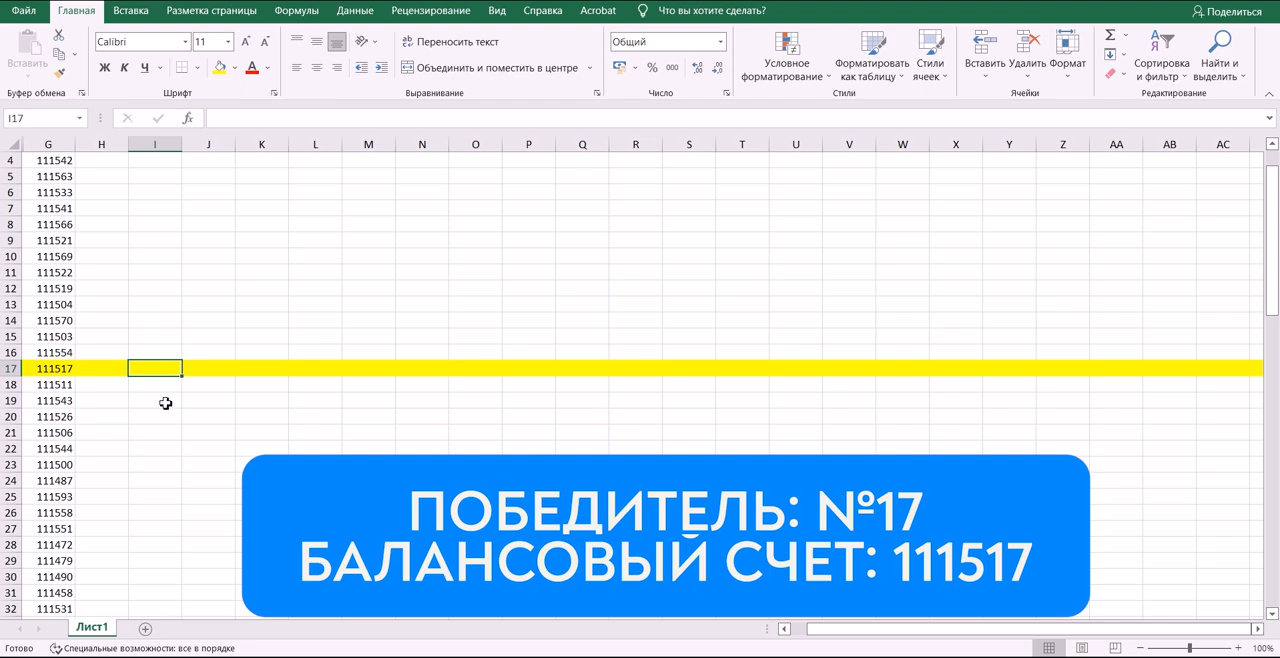 Файл Главная Вставка Разметка страницы Формулы Данные Рецензирование Вид Справка Acrobat Что вы хотите сделать? Поделиться
Calibri 11 Переносить текст Общий
Вставить Ж К Ч А Объединить и поместить в центре % 000 Условное форматирование Форматировать как таблицу Стили ячеек Вставить Удалить Формат Сортировка и фильтр Найти и выделить
Буфер обмена Шрифт Выравнивание Число Стили Ячейки Редактирование
I17 fx
G H I J K L M N O P Q R S T U V W X Y Z AA AB AC
4 111542
5 111563
6 111533
7 111541
8 111566
9 111521
10 111569
11 111522
12 111519
13 111504
14 111570
15 111503
16 111554
17 111517
18 111511
19 111543
20 111526
21 111506
22 111544
23 111500
24 111487
25 111593
26 111558
27 111551
28 111472
29 111479
30 111490
31 111458
32 111531
ПОБЕДИТЕЛЬ: №17
БАЛАНСОВЫЙ СЧЕТ: 111517
Лист1
Готово Специальные возможности: все в порядке 100%